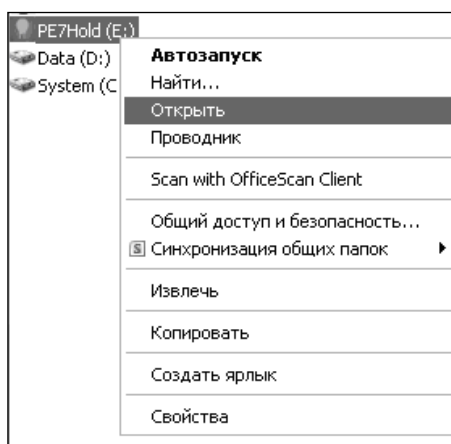 PE7Hold (E:)
Data (D:)
System (C
Автозапуск
Найти...
Открыть
Проводник
Scan with OfficeScan Client
Общий доступ и безопасность...
S Синхронизация общих папок
Извлечь
Копировать
Создать ярлык
Свойства